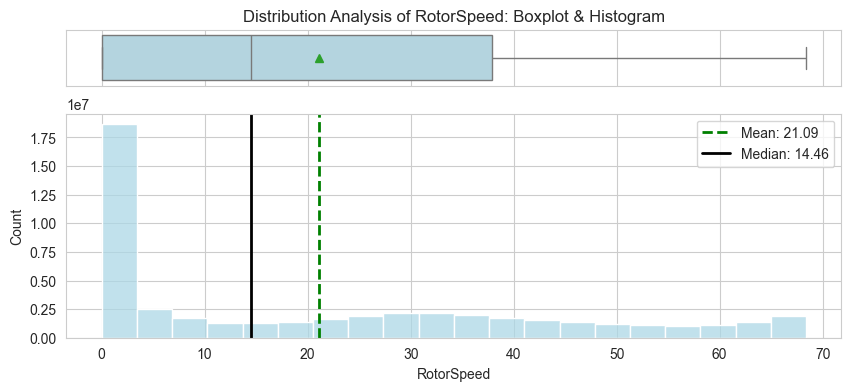 Distribution Analysis of RotorSpeed: Boxplot & Histogram
1e7
1.75
1.50
1.25
1.00
0.75
0.50
0.25
0.00
Count
Mean: 21.09
Median: 14.46
0 10 20 30 40 50 60 70
RotorSpeed